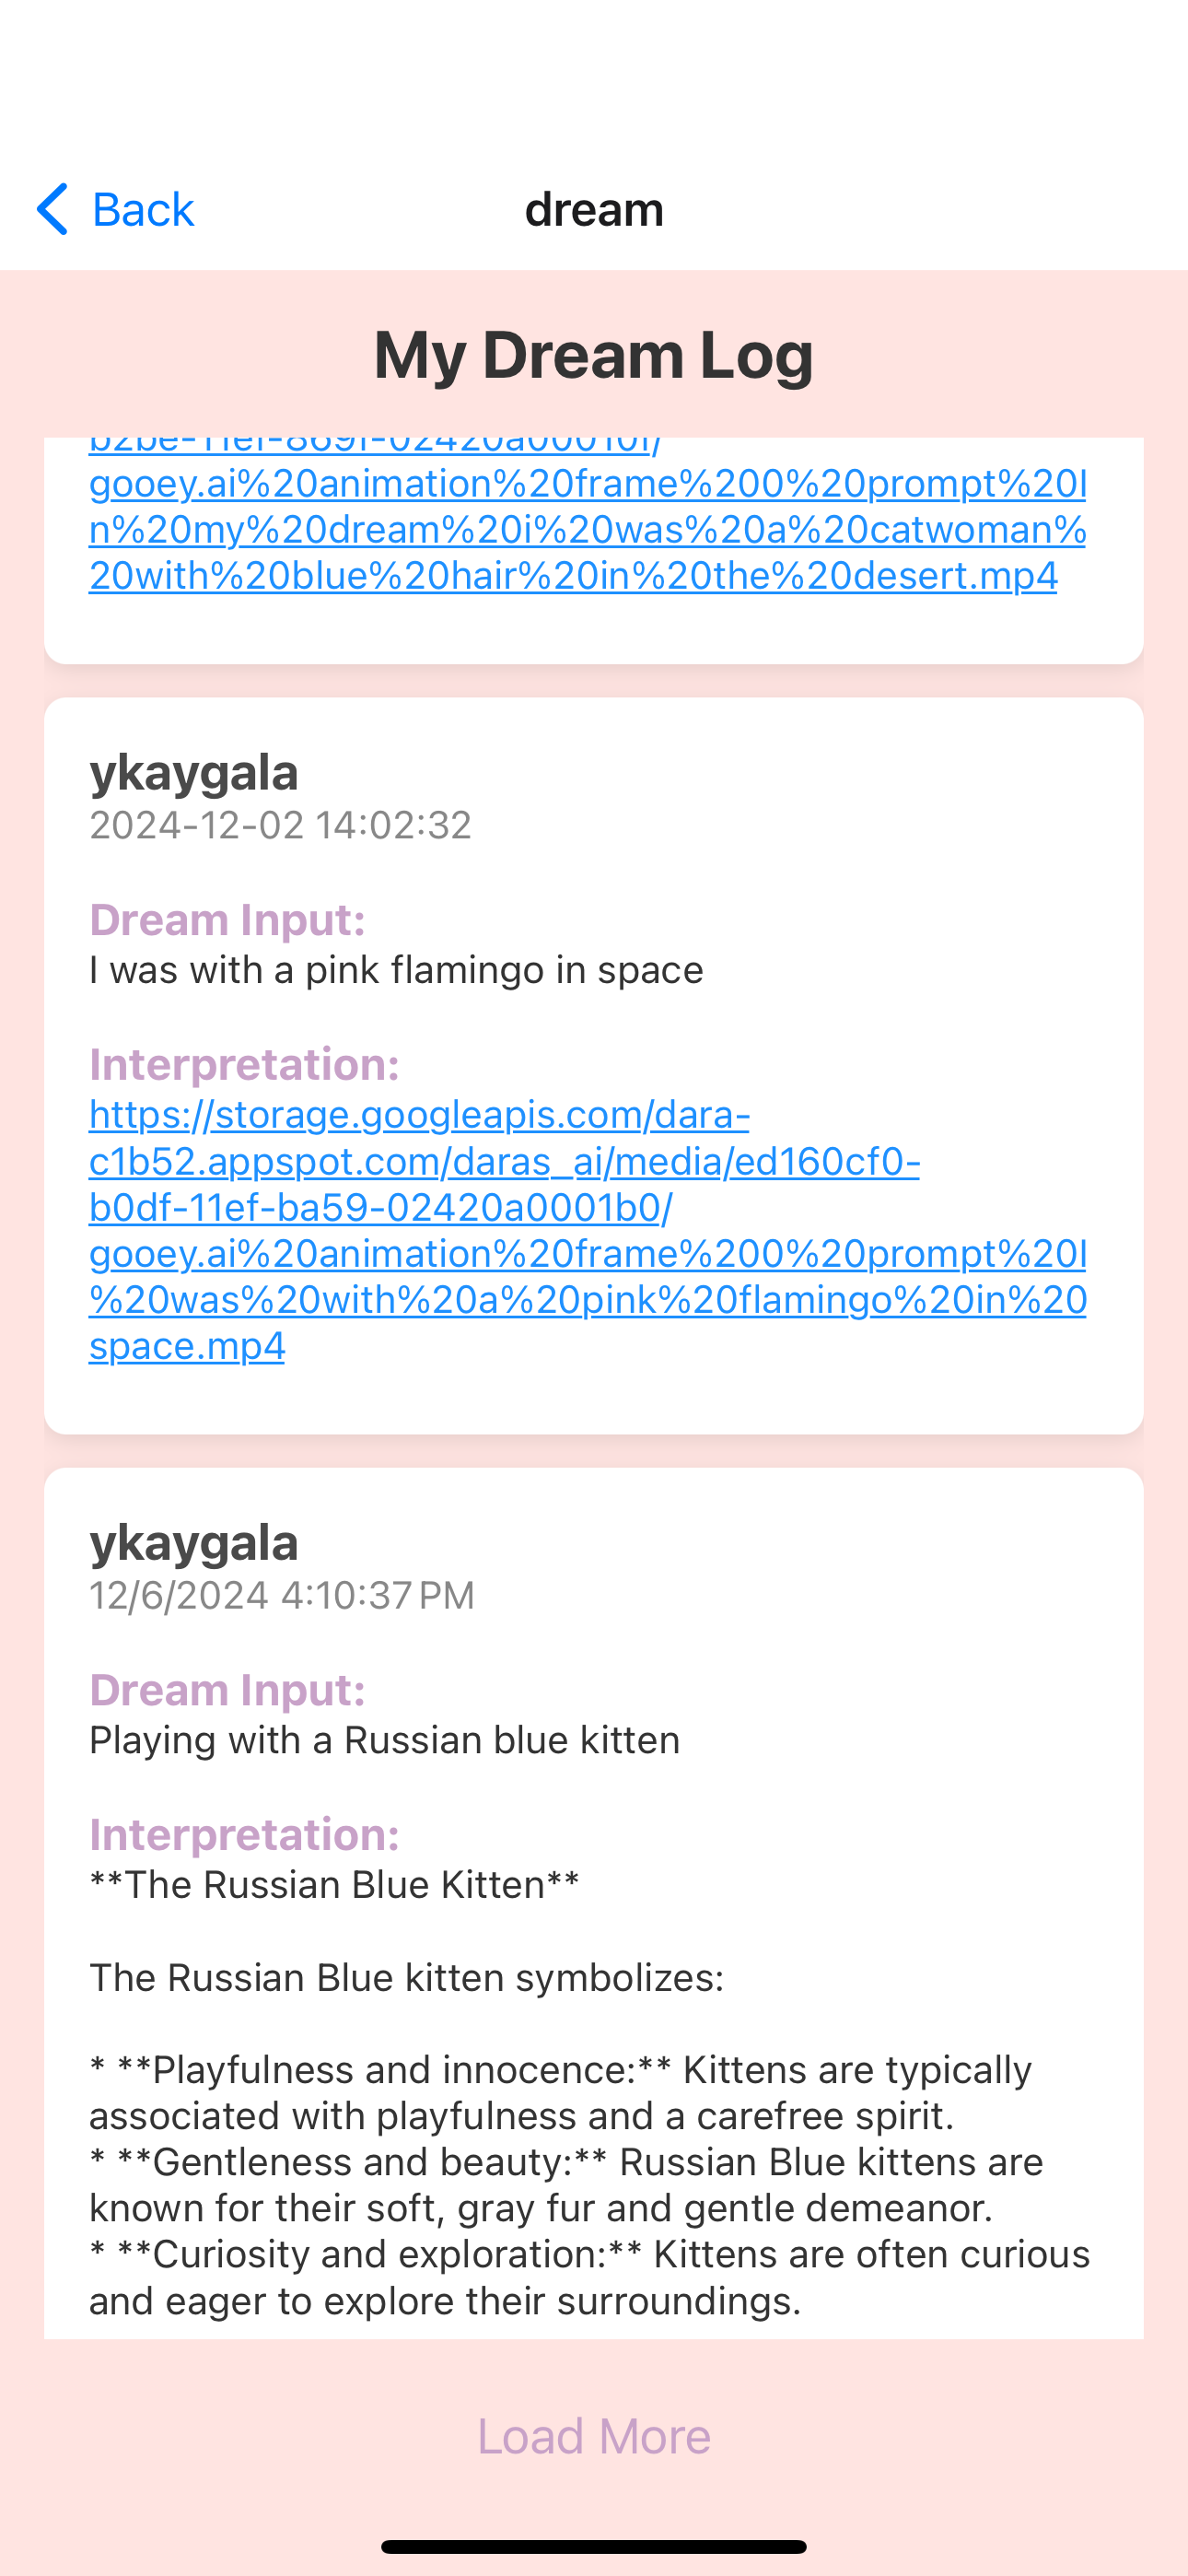 Back
dream
My Dream Log
b2be-11ef-869f-02420a00010f/
gooey.ai%20animation%20frame%200%20prompt%20I
n%20my%20dream%20i%20was%20a%20catwoman%
20with%20blue%20hair%20in%20the%20desert.mp4
ykaygala
2024-12-02 14:02:32
Dream Input:
I was with a pink flamingo in space
Interpretation:
https://storage.googleapis.com/dara-
c1b52.appspot.com/daras_ai/media/ed160cf0-
b0df-11ef-ba59-02420a0001b0/
gooey.ai%20animation%20frame%200%20prompt%20I
%20was%20with%20a%20pink%20flamingo%20in%20
space.mp4
ykaygala
12/6/2024 4:10:37 PM
Dream Input:
Playing with a Russian blue kitten
Interpretation:
**The Russian Blue Kitten**
The Russian Blue kitten symbolizes:
* **Playfulness and innocence:** Kittens are typically
associated with playfulness and a carefree spirit.
* **Gentleness and beauty:** Russian Blue kittens are
known for their soft, gray fur and gentle demeanor.
* **Curiosity and exploration:** Kittens are often curious
and eager to explore their surroundings.
Load More